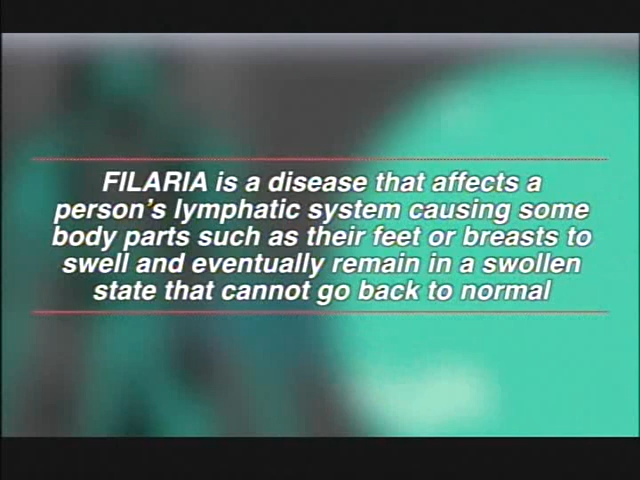 FILARIA is a disease that affects a
person's lymphatic system causing some
body parts such as their feet or breasts to
swell and eventually remain in a swollen
state that cannot go back to normal